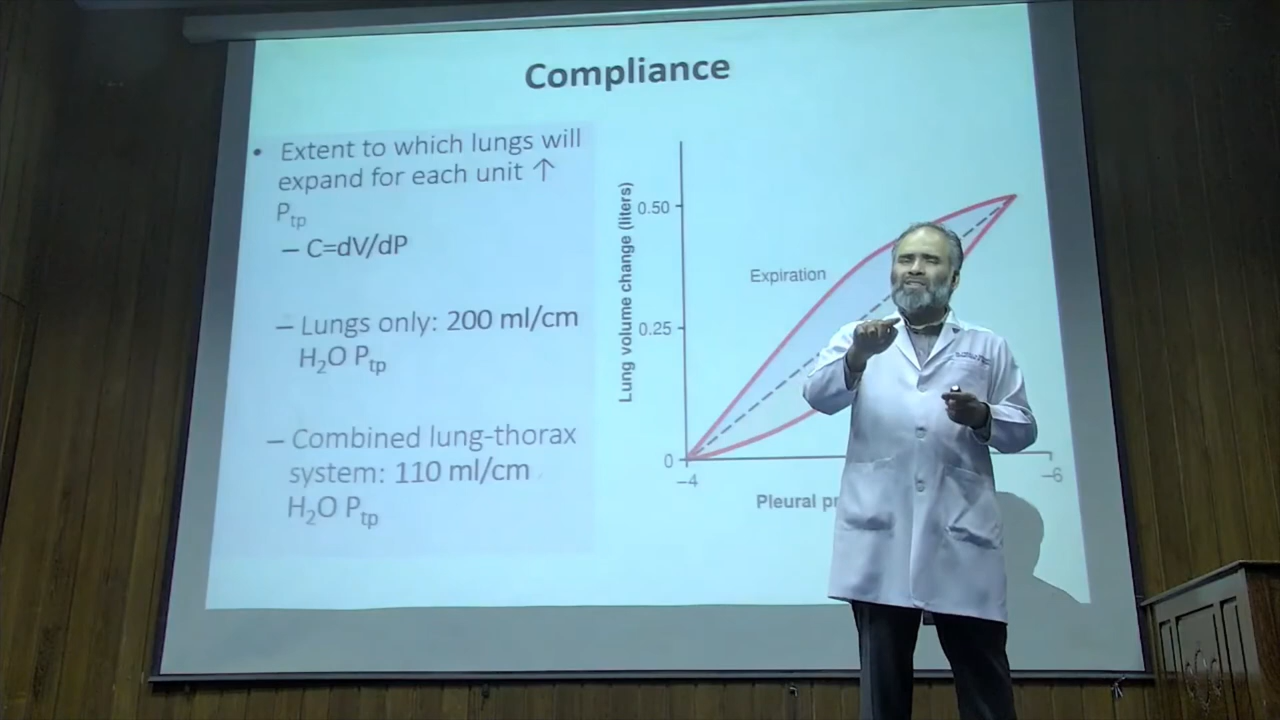 Compliance
• Extent to which lungs will
expand for each unit ↑
Ptp
– C=dV/dP
– Lungs only: 200 ml/cm
H₂O Ptp
– Combined lung-thorax
system: 110 ml/cm
H₂O Ptp
Lung volume change (liters)
0.50
Expiration
0.25
0
–4
–6
Pleural